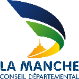 LA MANCHE
CONSEIL DÉPARTEMENTAL